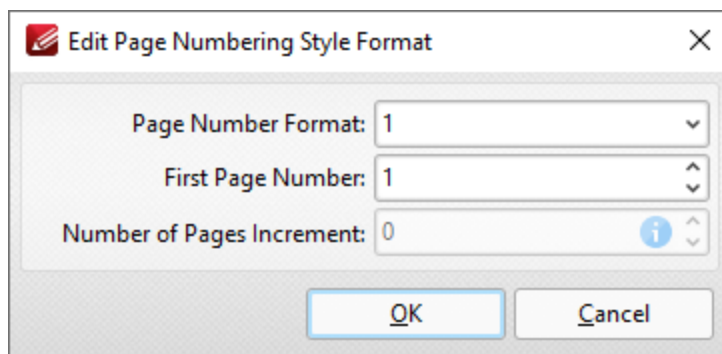 Edit Page Numbering Style Format
Page Number Format: 1
First Page Number: 1
Number of Pages Increment: 0
OK Cancel